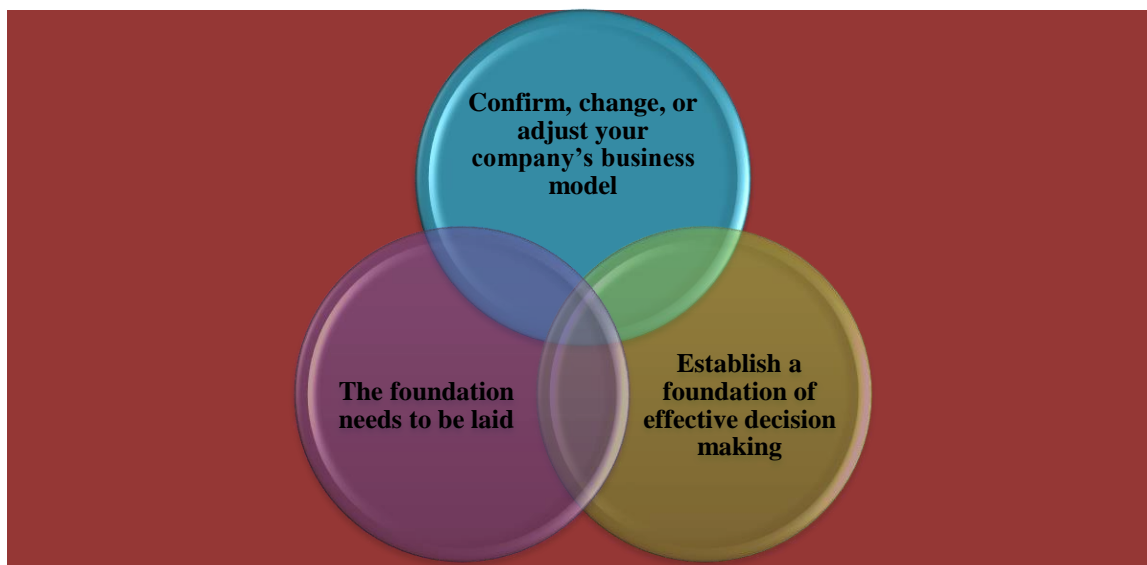 Confirm, change, or
adjust your
company’s business
model
The foundation
needs to be laid
Establish a
foundation of
effective decision
making